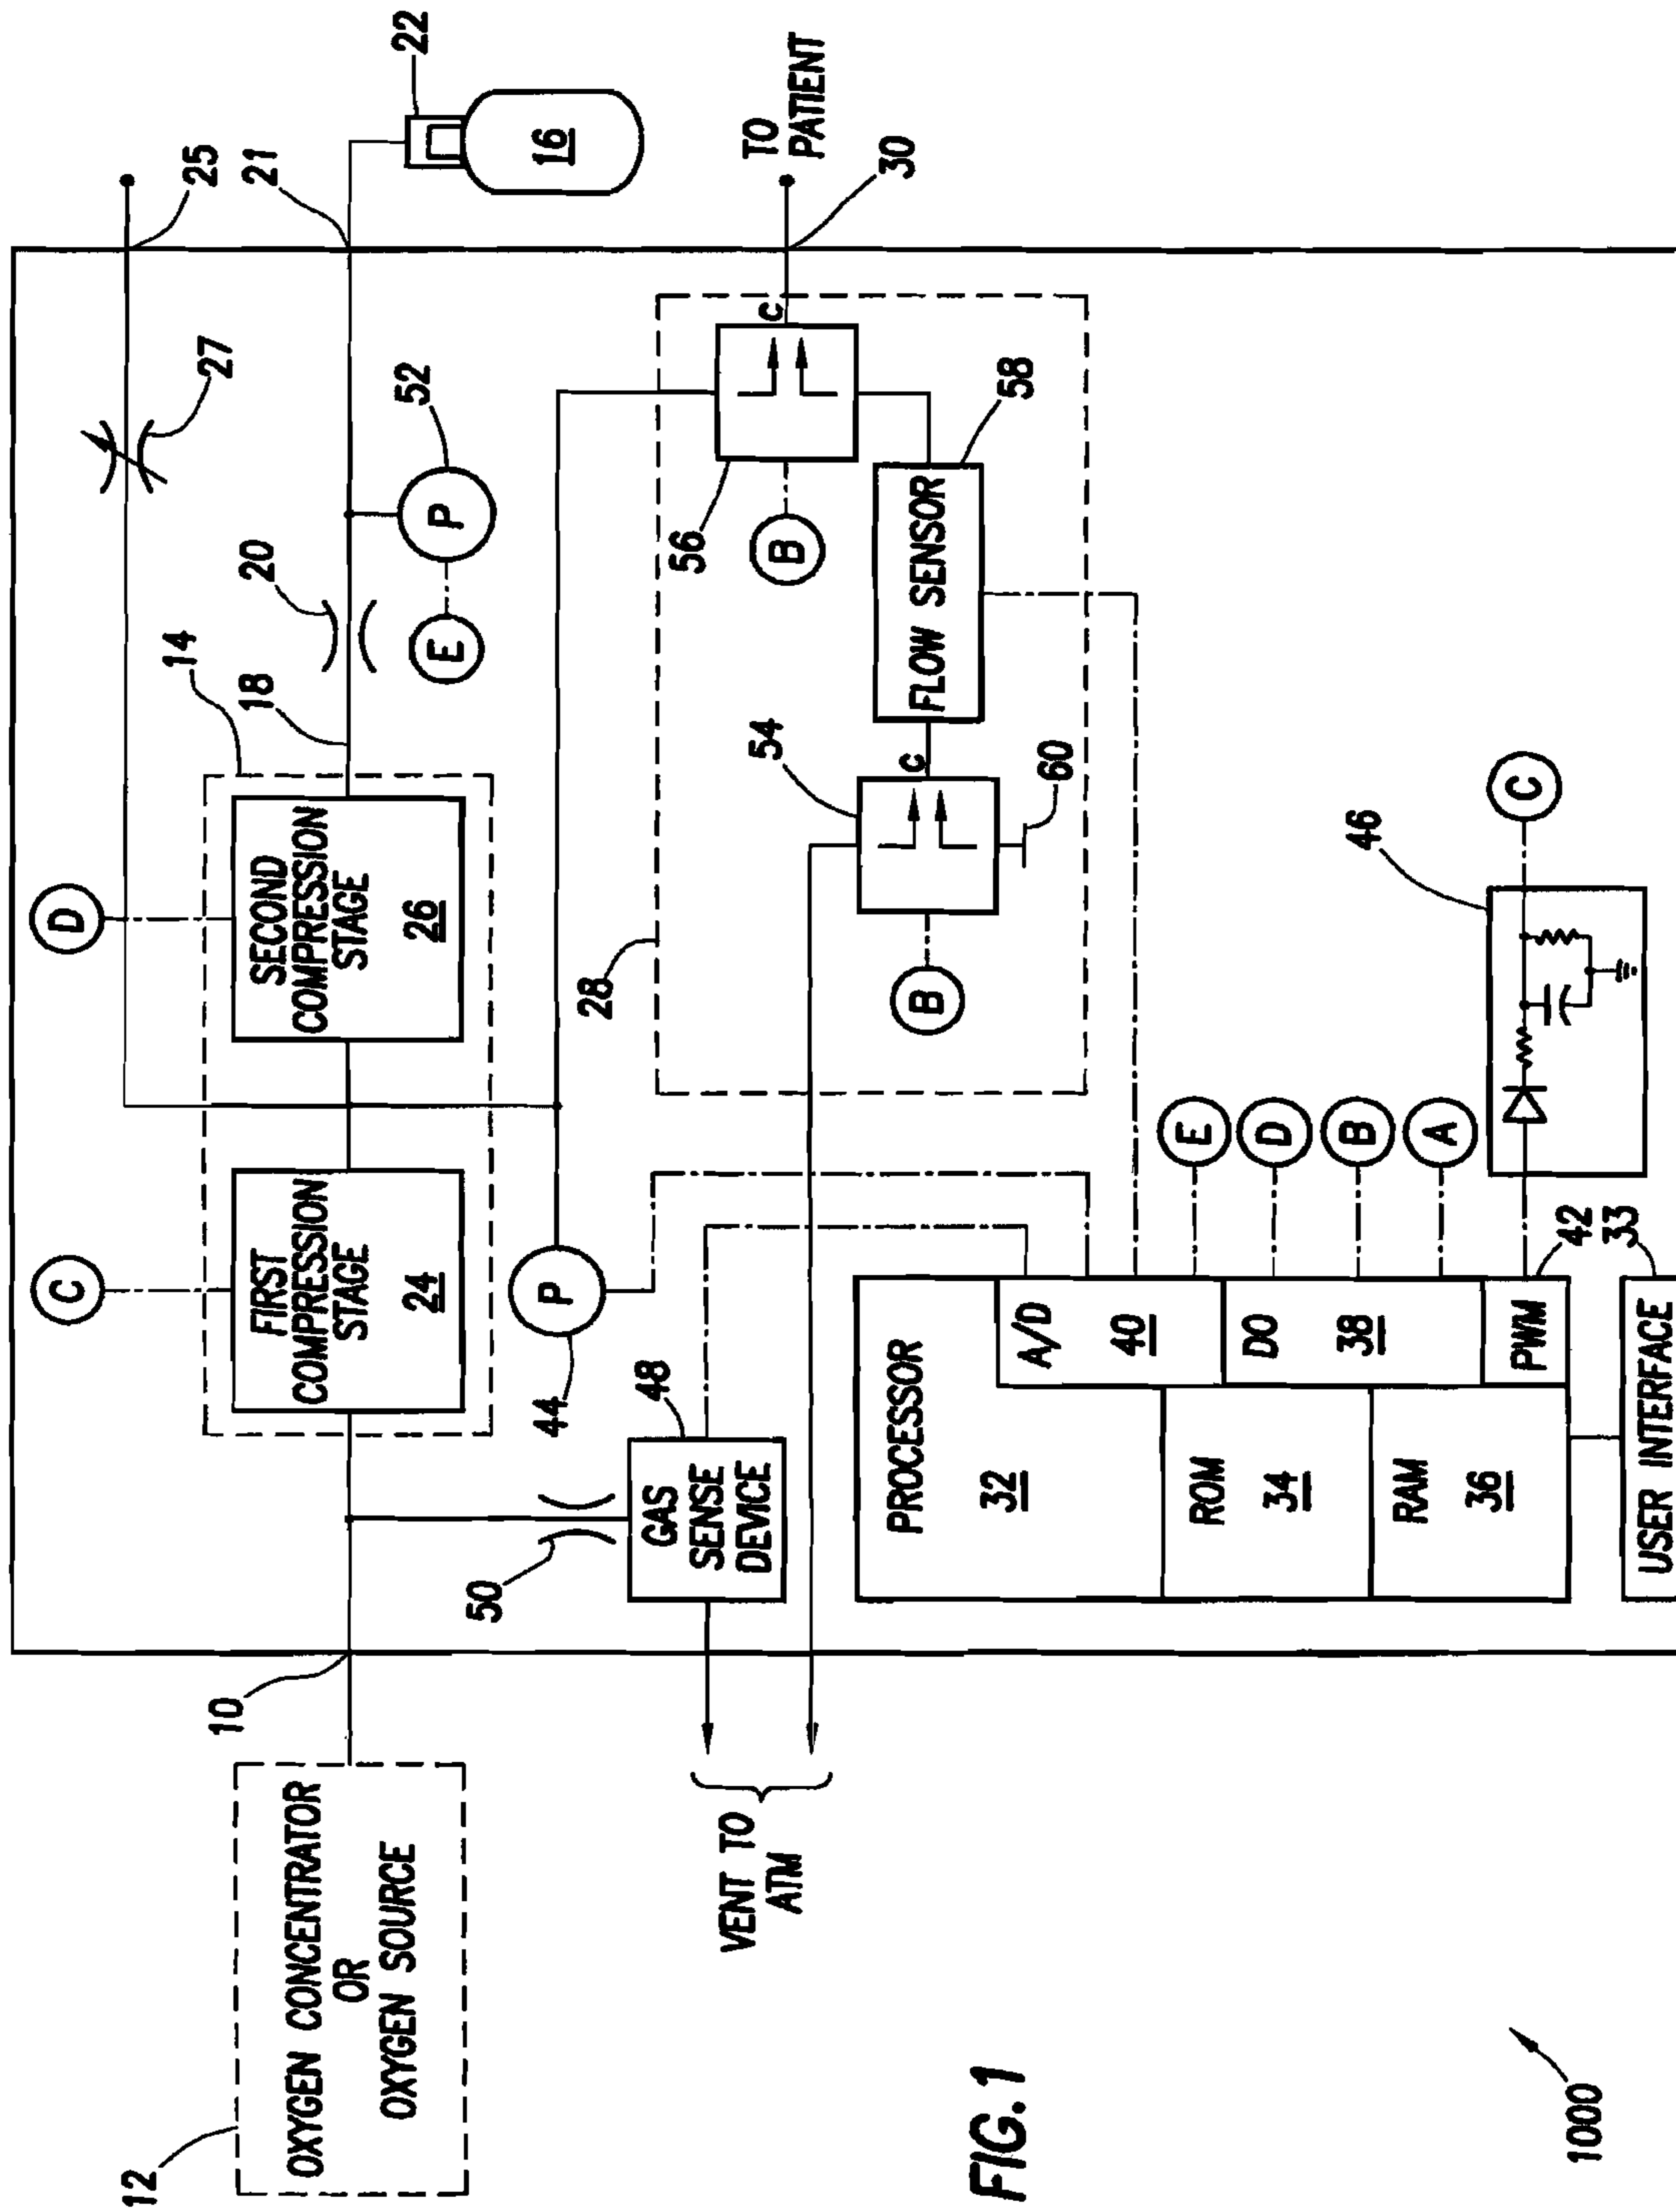 12
OXYGEN CONCENTRATOR
OR
OXYGEN SOURCE
10
C
D
FIRST
COMPRESSION
STAGE
24
SECOND
COMPRESSION
STAGE
26
14
18
20
27
25
21
22
16
E
P
52
P
44
50
48
GAS
SENSE
DEVICE
VENT TO
ATM
28
54
56
B
B
C
C
58
FLOW SENSOR
60
30
TO
PATIENT
PROCESSOR
32
A/D
40
ROM
34
DO
38
RAM
36
PWM
42
33
USER INTERFACE
E
D
B
A
46
C
FIG. 1
1000